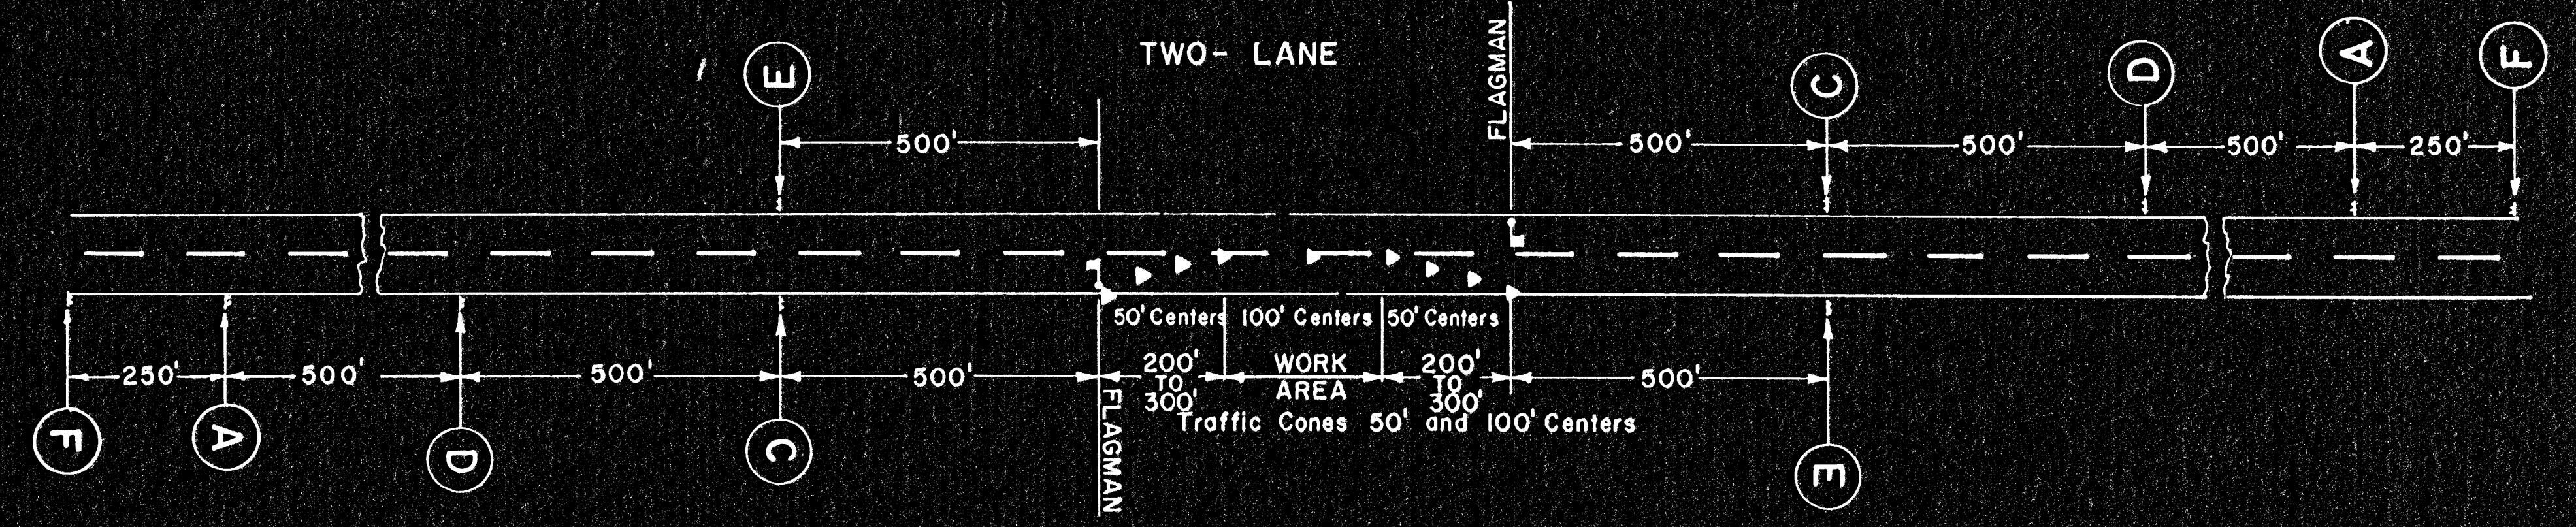 TWO- LANE
E
FLAGMAN
C
D
A
F
500'
500'
500'
500'
250'
50' Centers
100' Centers
50' Centers
250'
500'
500'
500'
200'
TO
300'
WORK
AREA
200'
TO
300'
500'
Traffic Cones 50' and 100' Centers
F
A
D
C
FLAGMAN
E